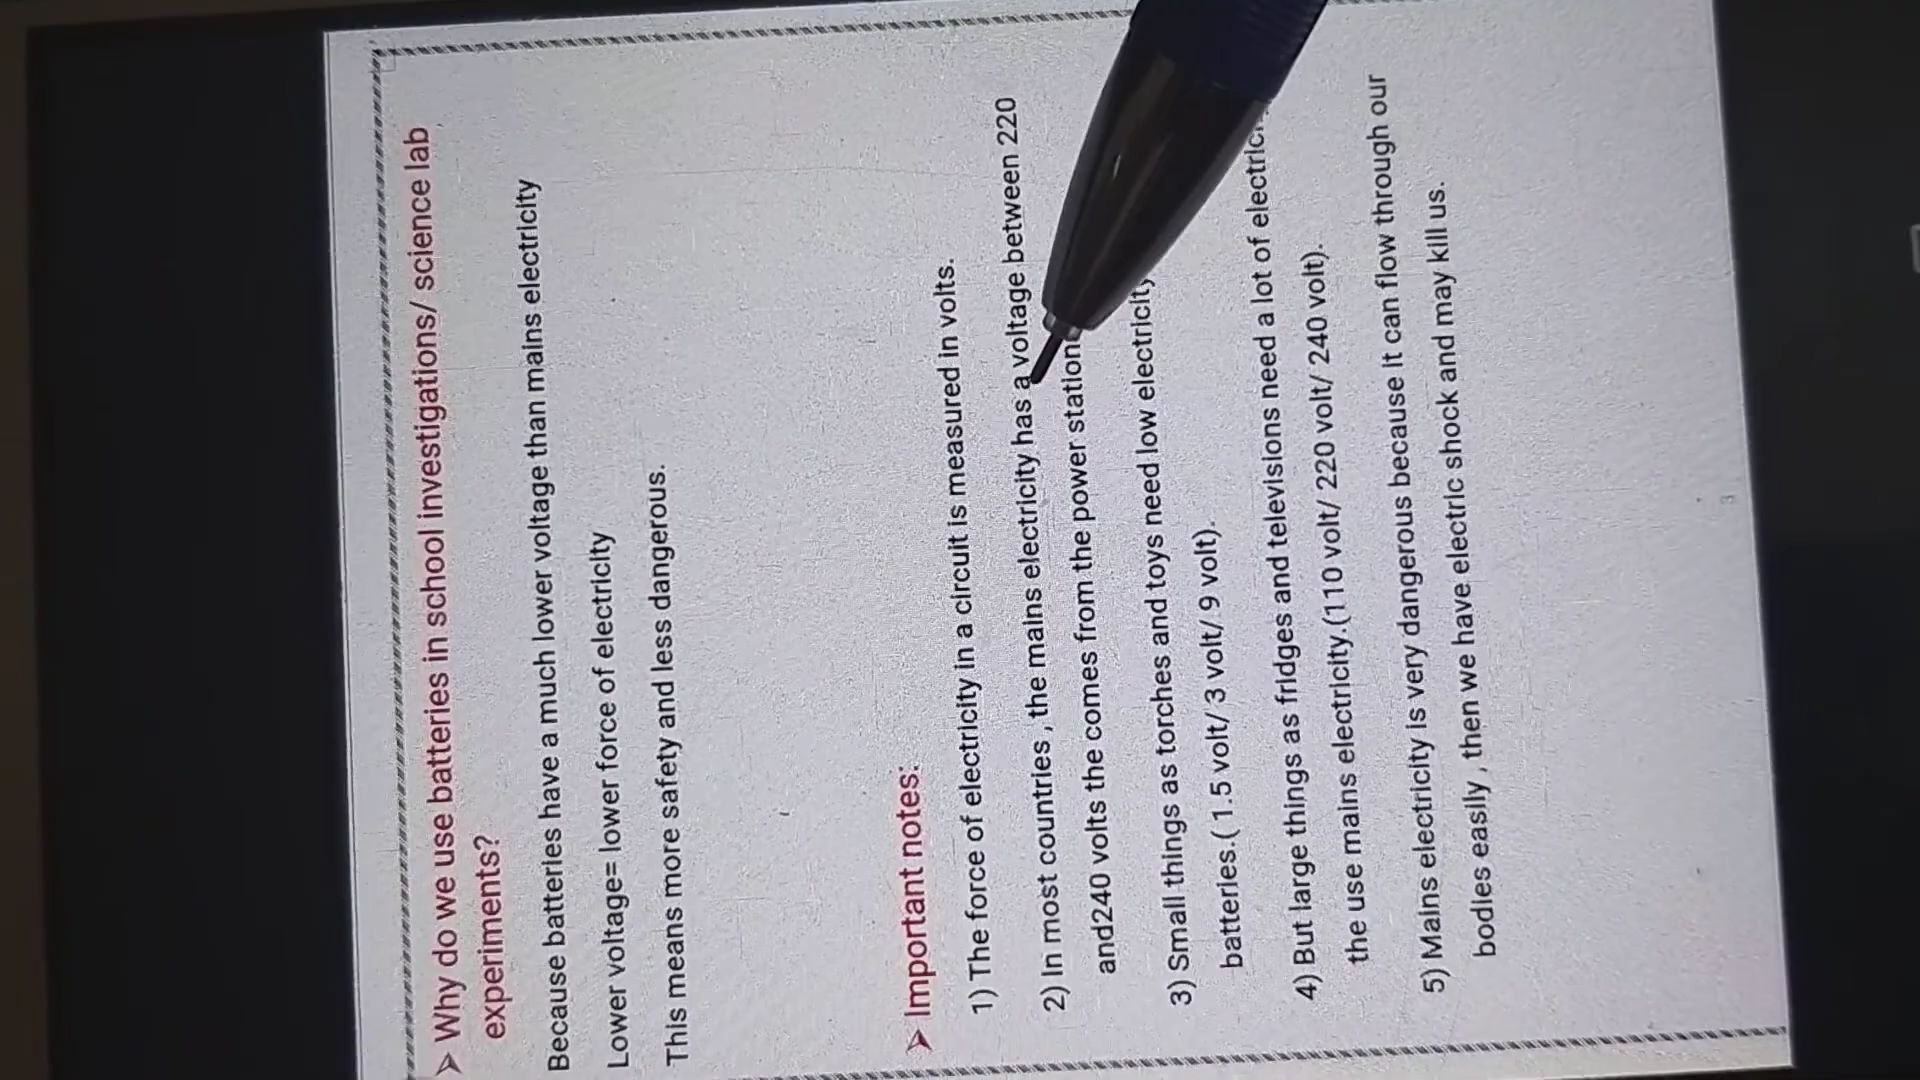 ➤ Why do we use batteries in school investigations/ science lab
experiments?
Because batteries have a much lower voltage than mains electricity
Lower voltage= lower force of electricity
This means more safety and less dangerous.
➤ Important notes:
1) The force of electricity in a circuit is measured in volts.
2) In most countries , the mains electricity has a voltage between 220
and240 volts the comes from the power station
3) Small things as torches and toys need low electricity
batteries.( 1.5 volt/ 3 volt/ 9 volt).
4) But large things as fridges and televisions need a lot of
the use mains electricity.(110 volt/ 220 volt/ 240 volt).
5) Mains electricity is very dangerous because it can flow through our
bodies easily , then we have electric shock and may kill us.
3